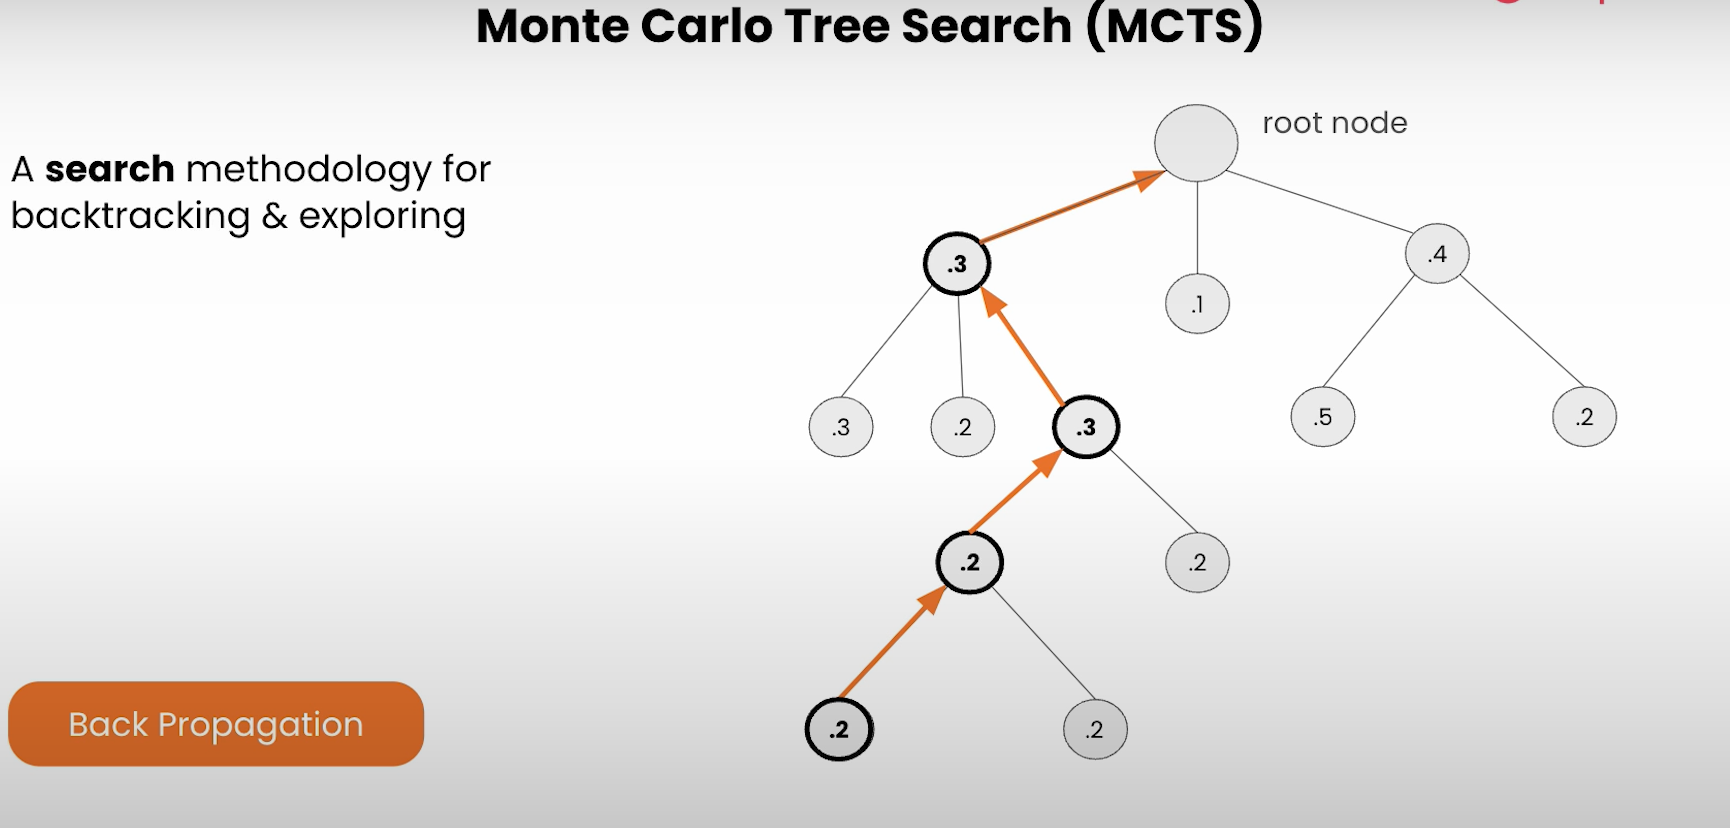 Monte Carlo Tree Search (MCTS)
root node
A search methodology for
backtracking & exploring
.3
.1
.4
.3
.2
.3
.5
.2
.2
.2
.2
.2
Back Propagation